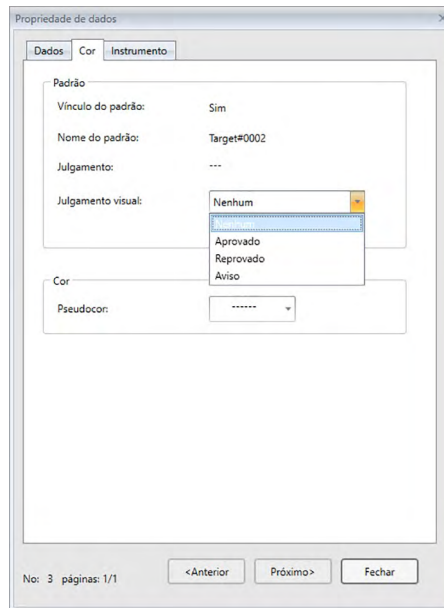 Propriedade de dados
Dados Cor Instrumento
Padrão
Vínculo do padrão: Sim
Nome do padrão: Target#0002
Julgamento: ---
Julgamento visual: Nenhum
Nenhum
Aprovado
Reprovado
Aviso
Cor
Pseudocor: ------
No: 3 páginas: 1/1 <Anterior Próximo> Fechar